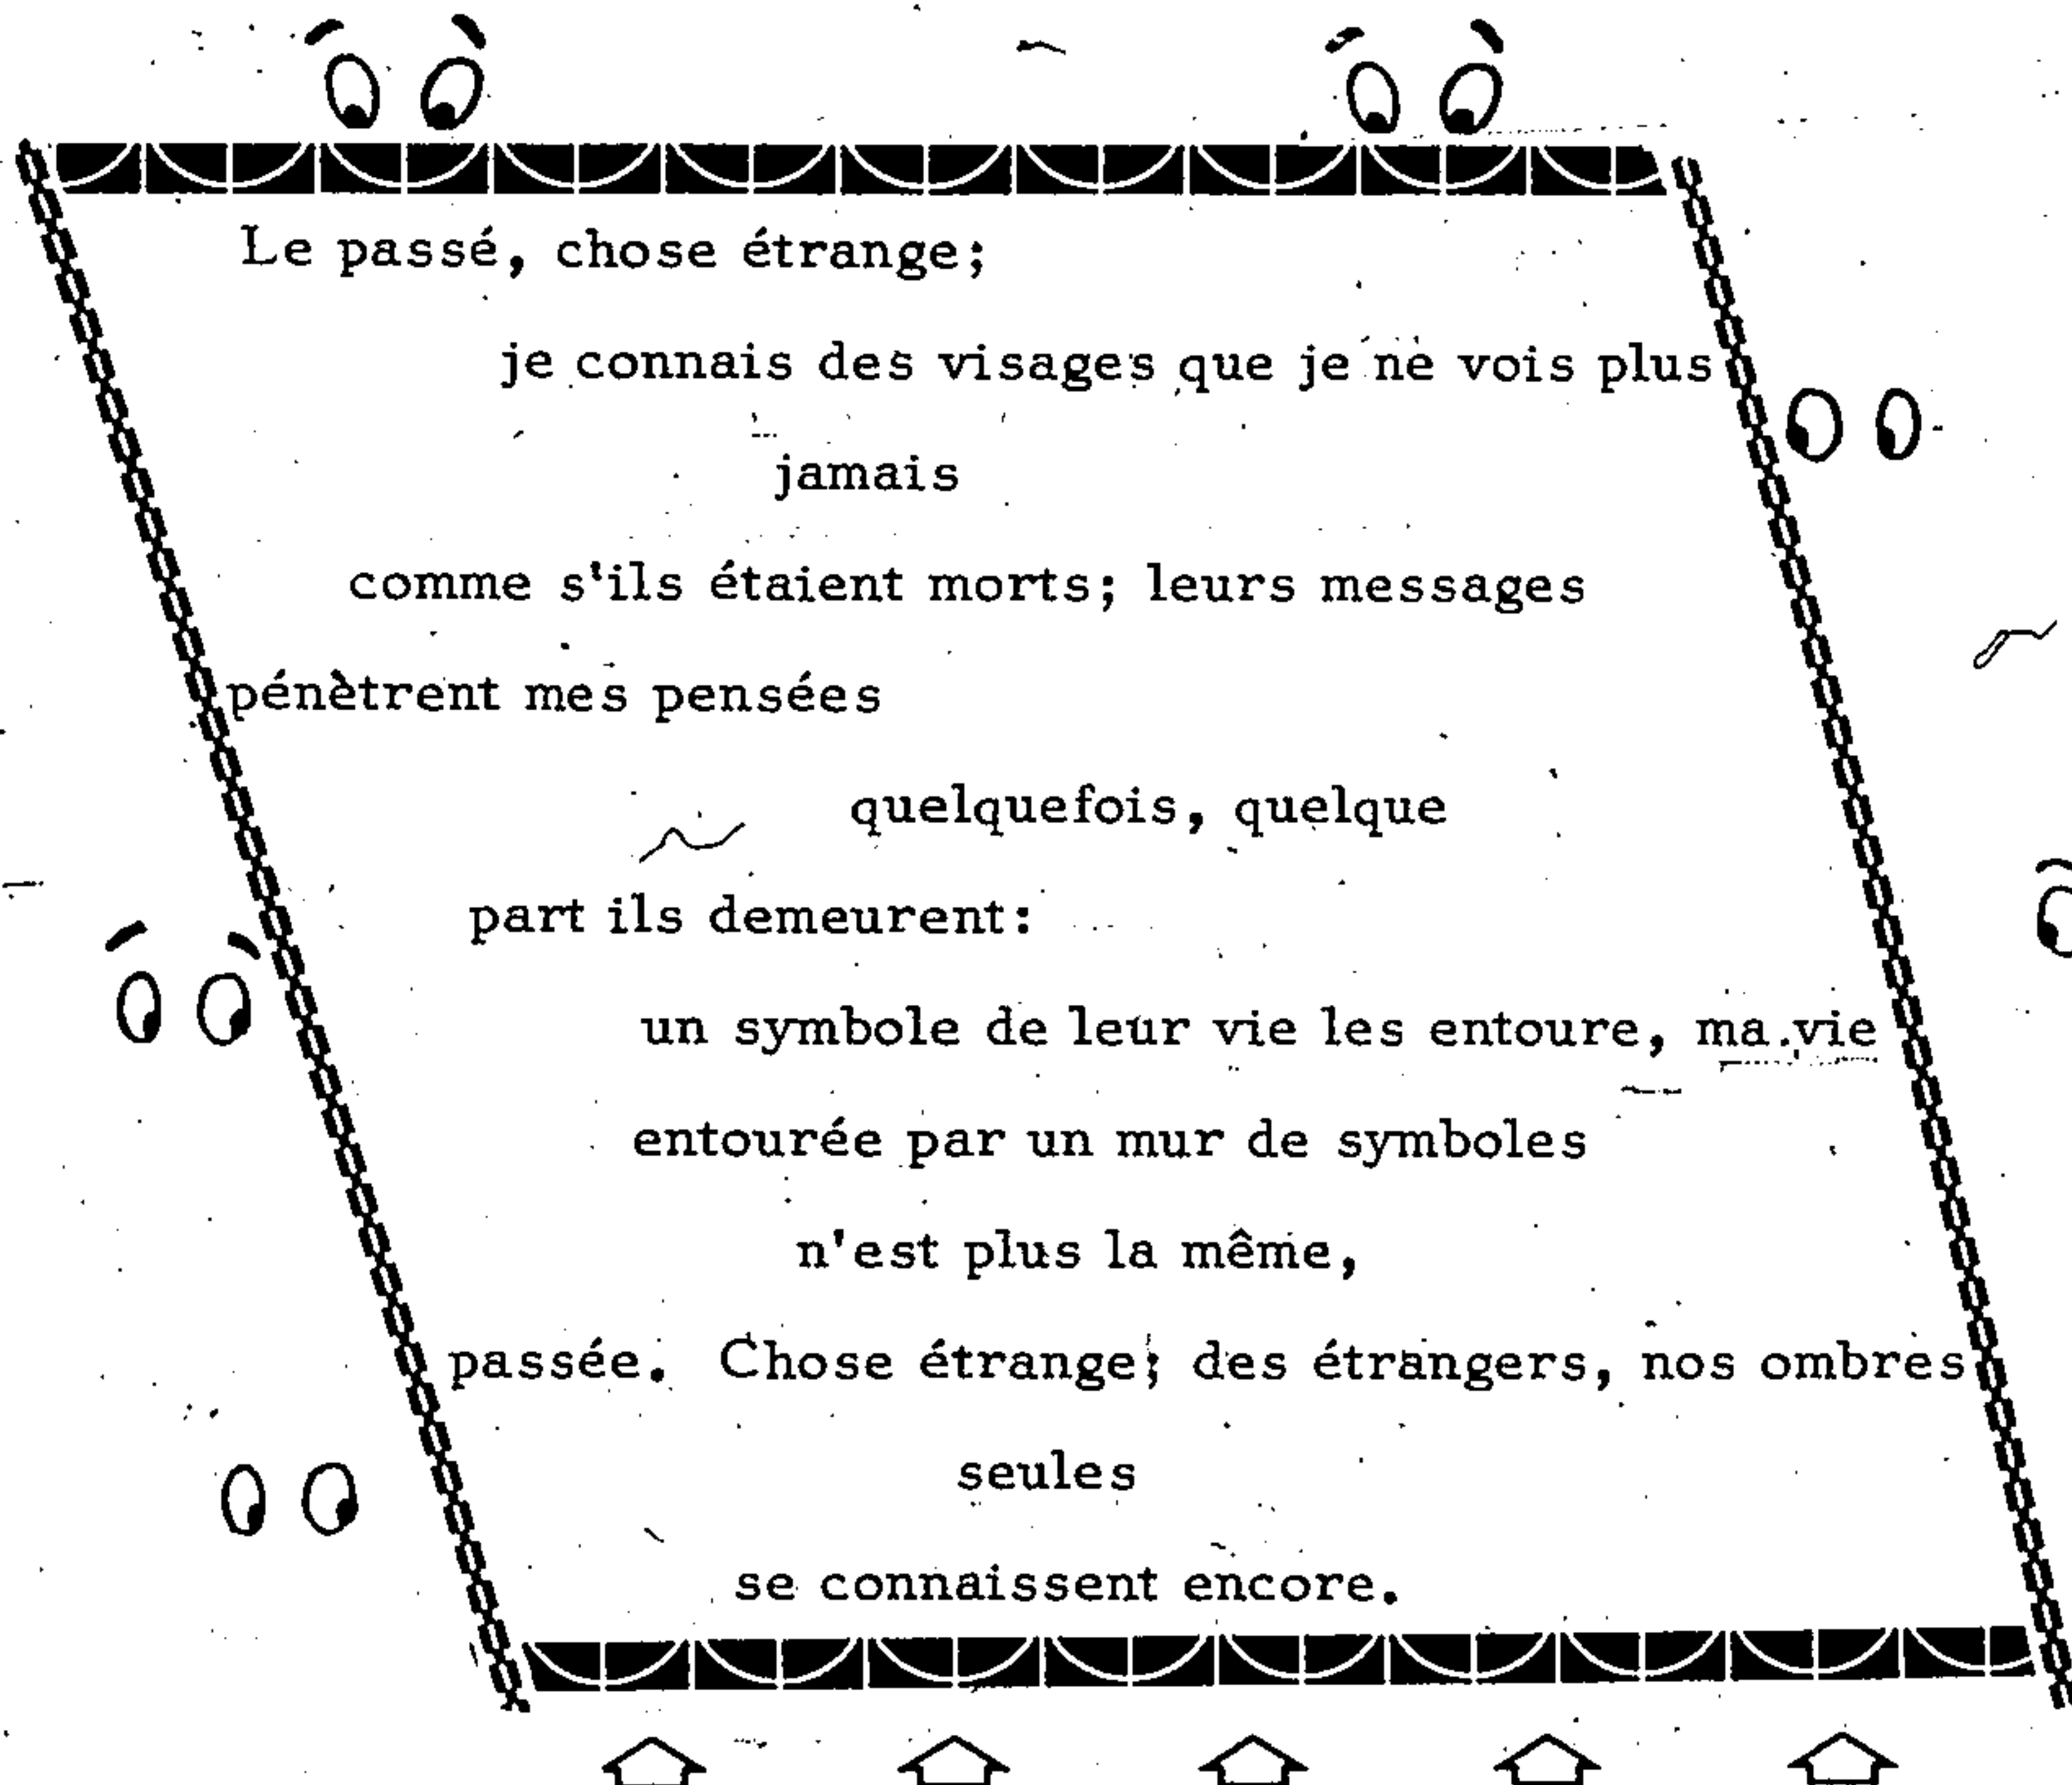 Le passé, chose étrange;
je connais des visages que je ne vois plus
jamais
comme s'ils étaient morts; leurs messages
pénètrent mes pensées
quelquefois, quelque
part ils demeurent:
un symbole de leur vie les entoure, ma vie
entourée par un mur de symboles
n'est plus la même,
passée. Chose étrange; des étrangers, nos ombres
seules
se connaissent encore.